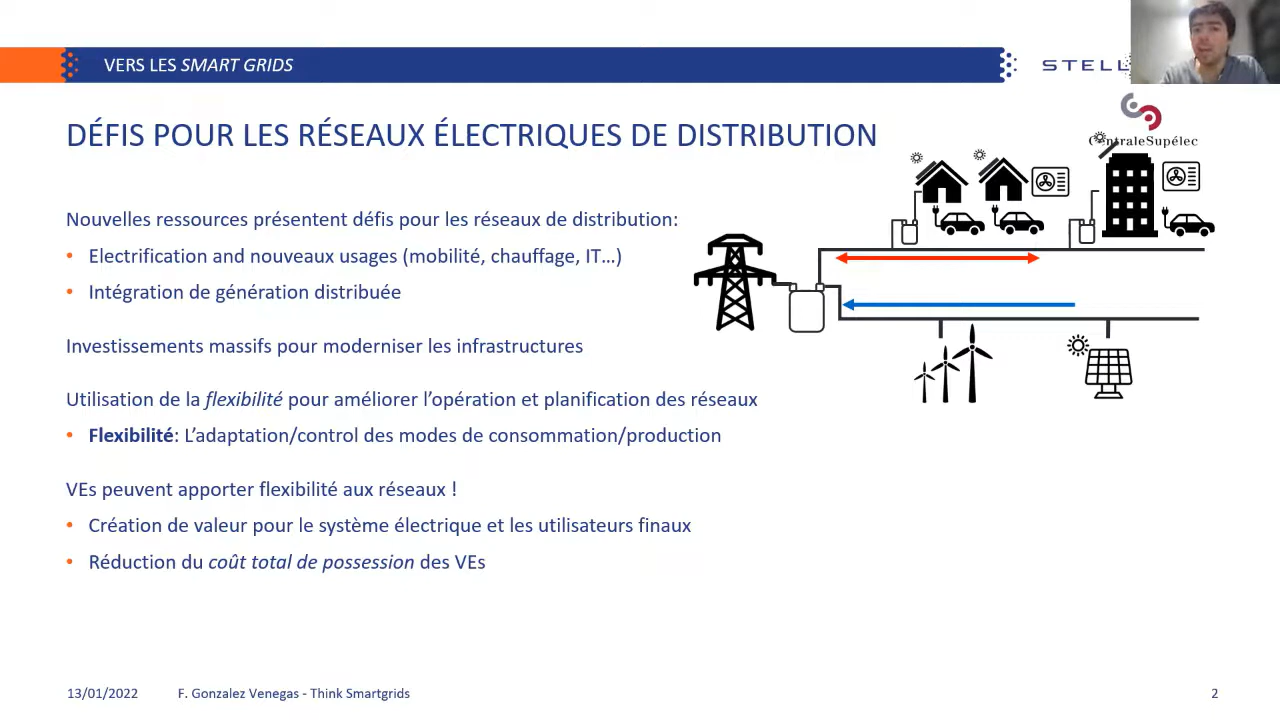 VERS LES SMART GRIDS
STELL
DÉFIS POUR LES RÉSEAUX ÉLECTRIQUES DE DISTRIBUTION
CentraleSupélec
Nouvelles ressources présentent défis pour les réseaux de distribution:
• Electrification and nouveaux usages (mobilité, chauffage, IT…)
• Intégration de génération distribuée
Investissements massifs pour moderniser les infrastructures
Utilisation de la flexibilité pour améliorer l’opération et planification des réseaux
• Flexibilité: L’adaptation/control des modes de consommation/production
VEs peuvent apporter flexibilité aux réseaux !
• Création de valeur pour le système électrique et les utilisateurs finaux
• Réduction du coût total de possession des VEs
13/01/2022 F. Gonzalez Venegas - Think Smartgrids 2